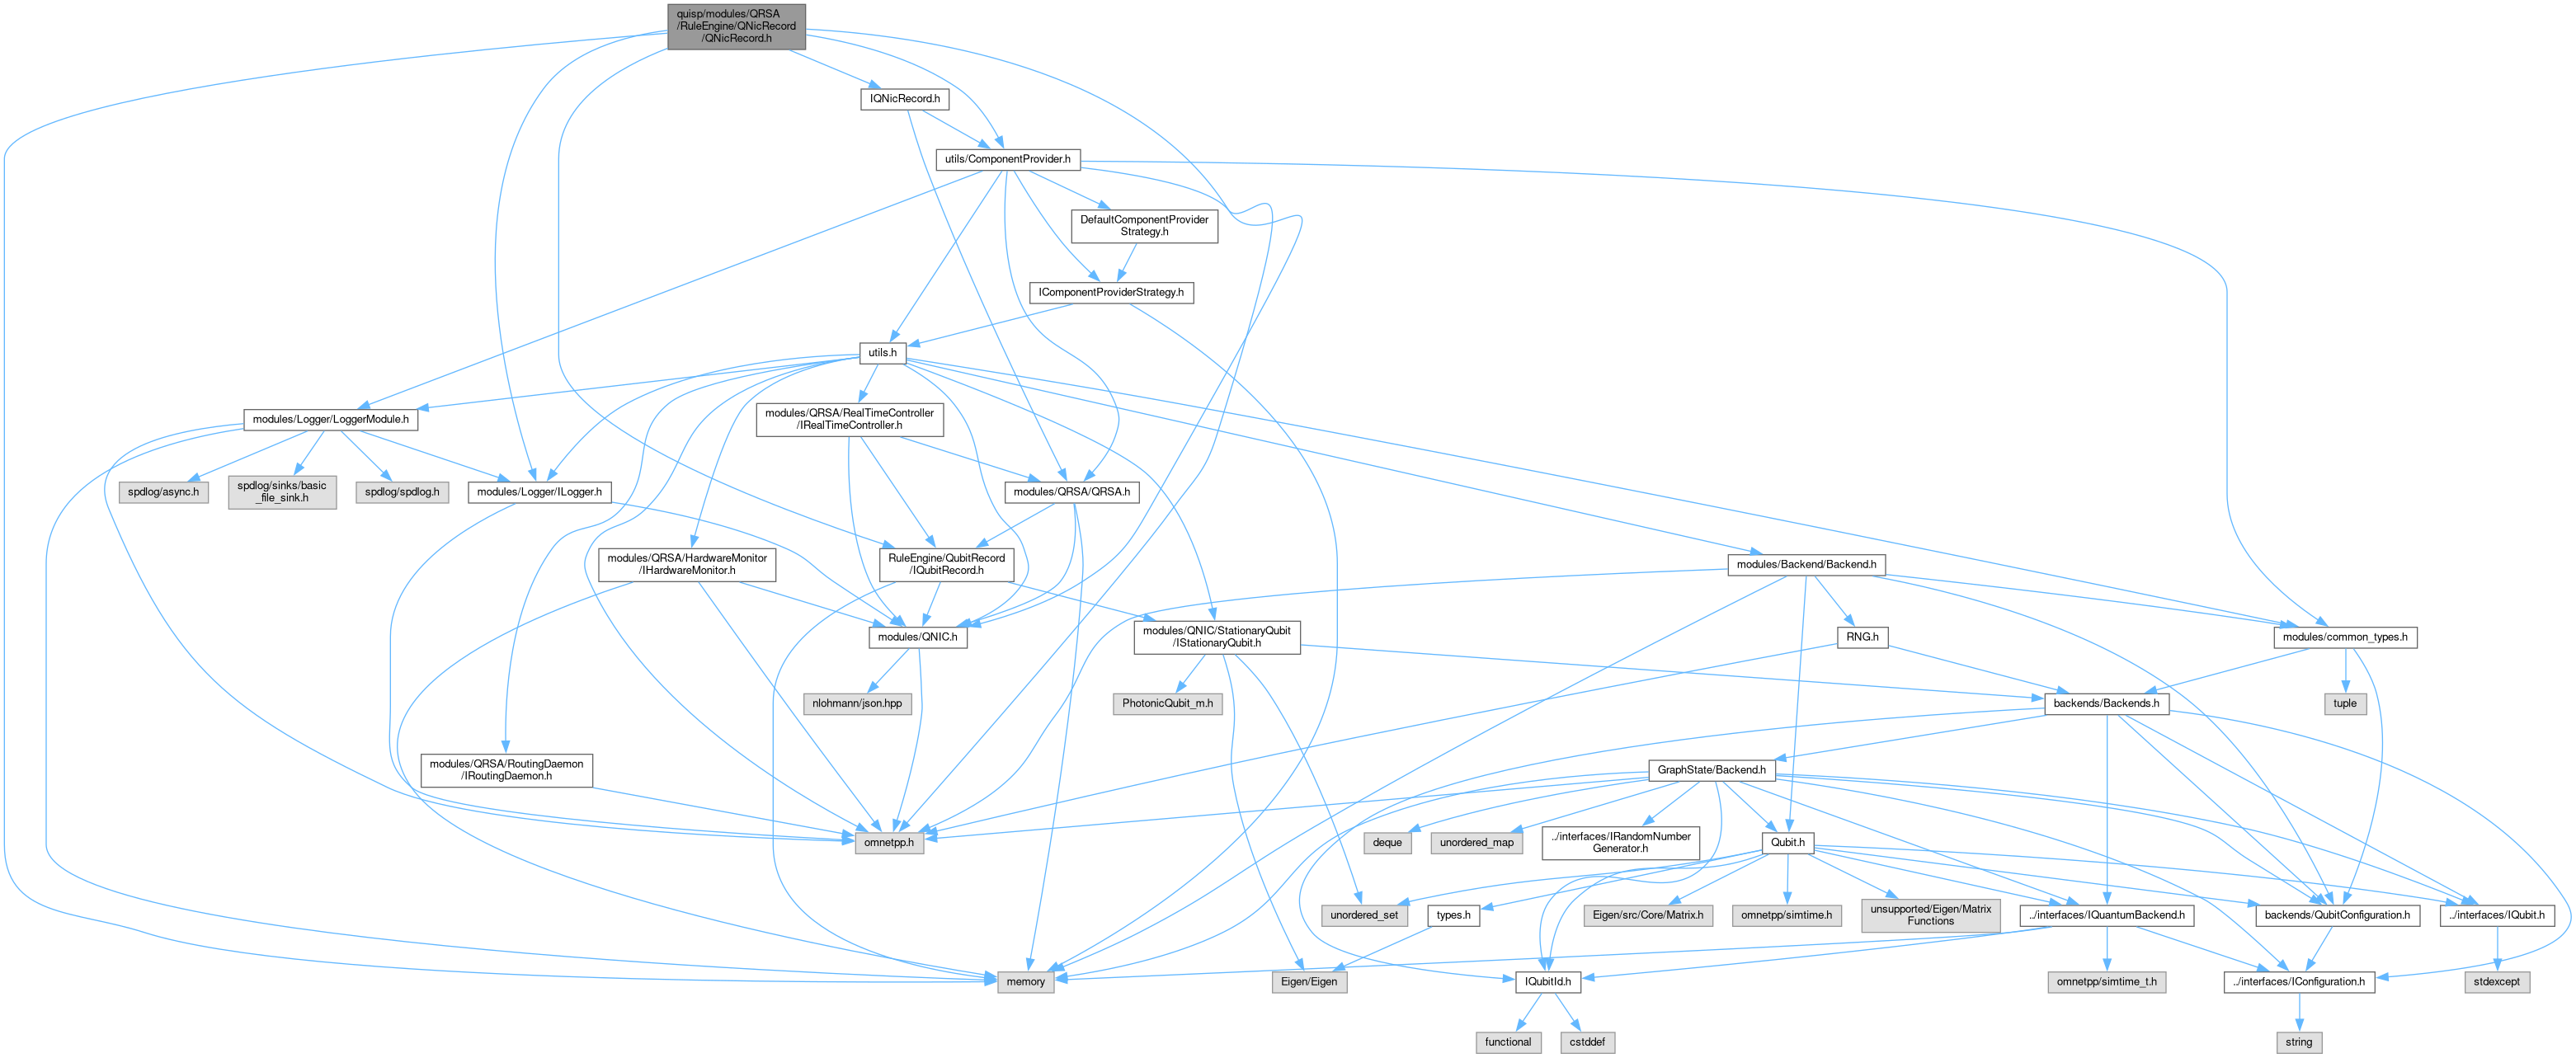 quisp/modules/QRSA
/RuleEngine/QNicRecord
/QNicRecord.h
IQNicRecord.h
utils/ComponentProvider.h
DefaultComponentProvider
Strategy.h
IComponentProviderStrategy.h
utils.h
modules/Logger/LoggerModule.h
modules/QRSA/RealTimeController
/IRealTimeController.h
spdlog/async.h
spdlog/sinks/basic
_file_sink.h
spdlog/spdlog.h
modules/Logger/ILogger.h
modules/QRSA/QRSA.h
modules/QRSA/HardwareMonitor
/IHardwareMonitor.h
RuleEngine/QubitRecord
/IQubitRecord.h
modules/Backend/Backend.h
modules/QNIC.h
modules/QNIC/StationaryQubit
/IStationaryQubit.h
RNG.h
modules/common_types.h
nlohmann/json.hpp
PhotonicQubit_m.h
backends/Backends.h
tuple
modules/QRSA/RoutingDaemon
/IRoutingDaemon.h
GraphState/Backend.h
omnetpp.h
deque
unordered_map
../interfaces/IRandomNumber
Generator.h
Qubit.h
unordered_set
types.h
Eigen/src/Core/Matrix.h
omnetpp/simtime.h
unsupported/Eigen/Matrix
Functions
../interfaces/IQuantumBackend.h
backends/QubitConfiguration.h
../interfaces/IQubit.h
memory
Eigen/Eigen
IQubitId.h
omnetpp/simtime_t.h
../interfaces/IConfiguration.h
stdexcept
functional
cstddef
string